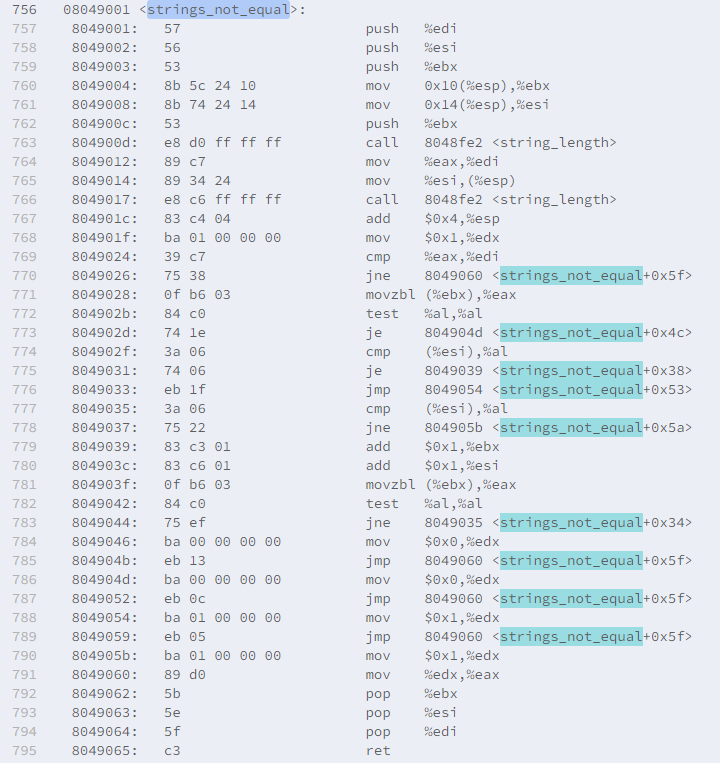 756 08049001 <strings_not_equal>:
757 8049001: 57 push %edi
758 8049002: 56 push %esi
759 8049003: 53 push %ebx
760 8049004: 8b 5c 24 10 mov 0x10(%esp),%ebx
761 8049008: 8b 74 24 14 mov 0x14(%esp),%esi
762 804900c: 53 push %ebx
763 804900d: e8 d0 ff ff ff call 8048fe2 <string_length>
764 8049012: 89 c7 mov %eax,%edi
765 8049014: 89 34 24 mov %esi,(%esp)
766 8049017: e8 c6 ff ff ff call 8048fe2 <string_length>
767 804901c: 83 c4 04 add $0x4,%esp
768 804901f: ba 01 00 00 00 mov $0x1,%edx
769 8049024: 39 c7 cmp %eax,%edi
770 8049026: 75 38 jne 8049060 <strings_not_equal+0x5f>
771 8049028: 0f b6 03 movzbl (%ebx),%eax
772 804902b: 84 c0 test %al,%al
773 804902d: 74 1e je 804904d <strings_not_equal+0x4c>
774 804902f: 3a 06 cmp (%esi),%al
775 8049031: 74 06 je 8049039 <strings_not_equal+0x38>
776 8049033: eb 1f jmp 8049054 <strings_not_equal+0x53>
777 8049035: 3a 06 cmp (%esi),%al
778 8049037: 75 22 jne 804905b <strings_not_equal+0x5a>
779 8049039: 83 c3 01 add $0x1,%ebx
780 804903c: 83 c6 01 add $0x1,%esi
781 804903f: 0f b6 03 movzbl (%ebx),%eax
782 8049042: 84 c0 test %al,%al
783 8049044: 75 ef jne 8049035 <strings_not_equal+0x34>
784 8049046: ba 00 00 00 00 mov $0x0,%edx
785 804904b: eb 13 jmp 8049060 <strings_not_equal+0x5f>
786 804904d: ba 00 00 00 00 mov $0x0,%edx
787 8049052: eb 0c jmp 8049060 <strings_not_equal+0x5f>
788 8049054: ba 01 00 00 00 mov $0x1,%edx
789 8049059: eb 05 jmp 8049060 <strings_not_equal+0x5f>
790 804905b: ba 01 00 00 00 mov $0x1,%edx
791 8049060: 89 d0 mov %edx,%eax
792 8049062: 5b pop %ebx
793 8049063: 5e pop %esi
794 8049064: 5f pop %edi
795 8049065: c3 ret